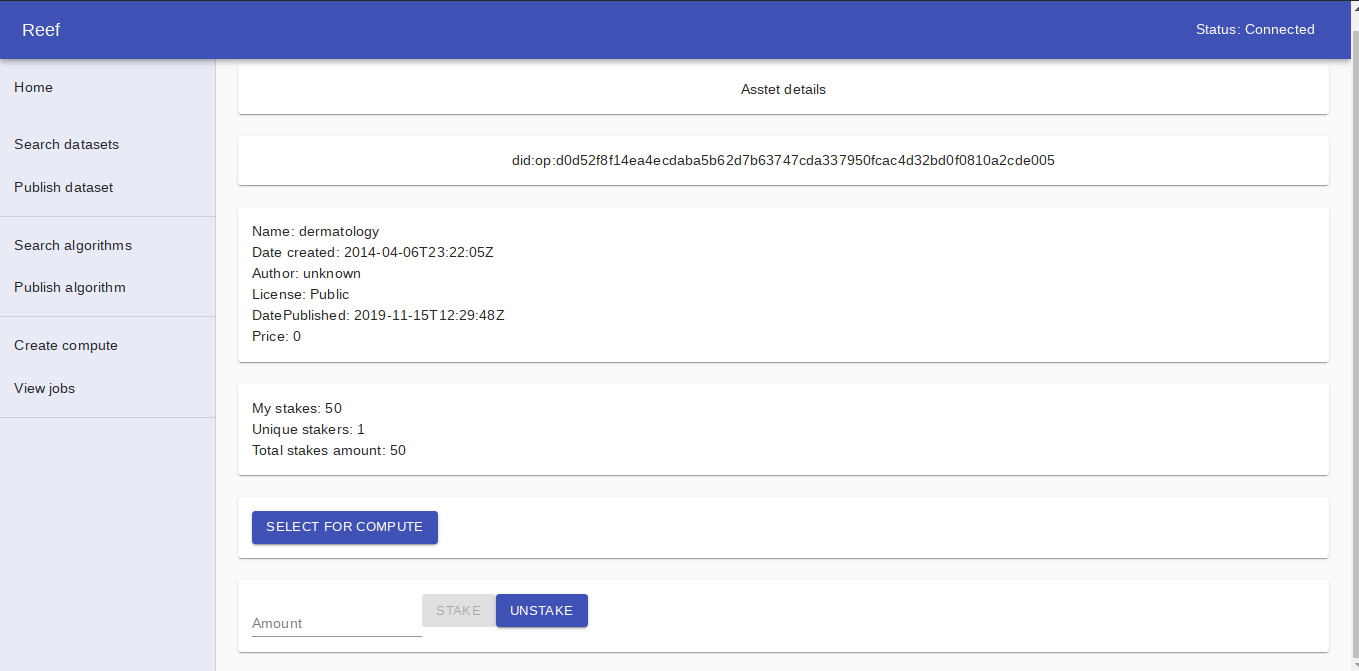 Reef
Status: Connected
Home
Search datasets
Publish dataset
Search algorithms
Publish algorithm
Create compute
View jobs
Asstet details
did:op:d0d52f8f14ea4ecdaba5b62d7b63747cda337950fcac4d32bd0f0810a2cde005
Name: dermatology
Date created: 2014-04-06T23:22:05Z
Author: unknown
License: Public
DatePublished: 2019-11-15T12:29:48Z
Price: 0
My stakes: 50
Unique stakers: 1
Total stakes amount: 50
SELECT FOR COMPUTE
Amount
STAKE
UNSTAKE